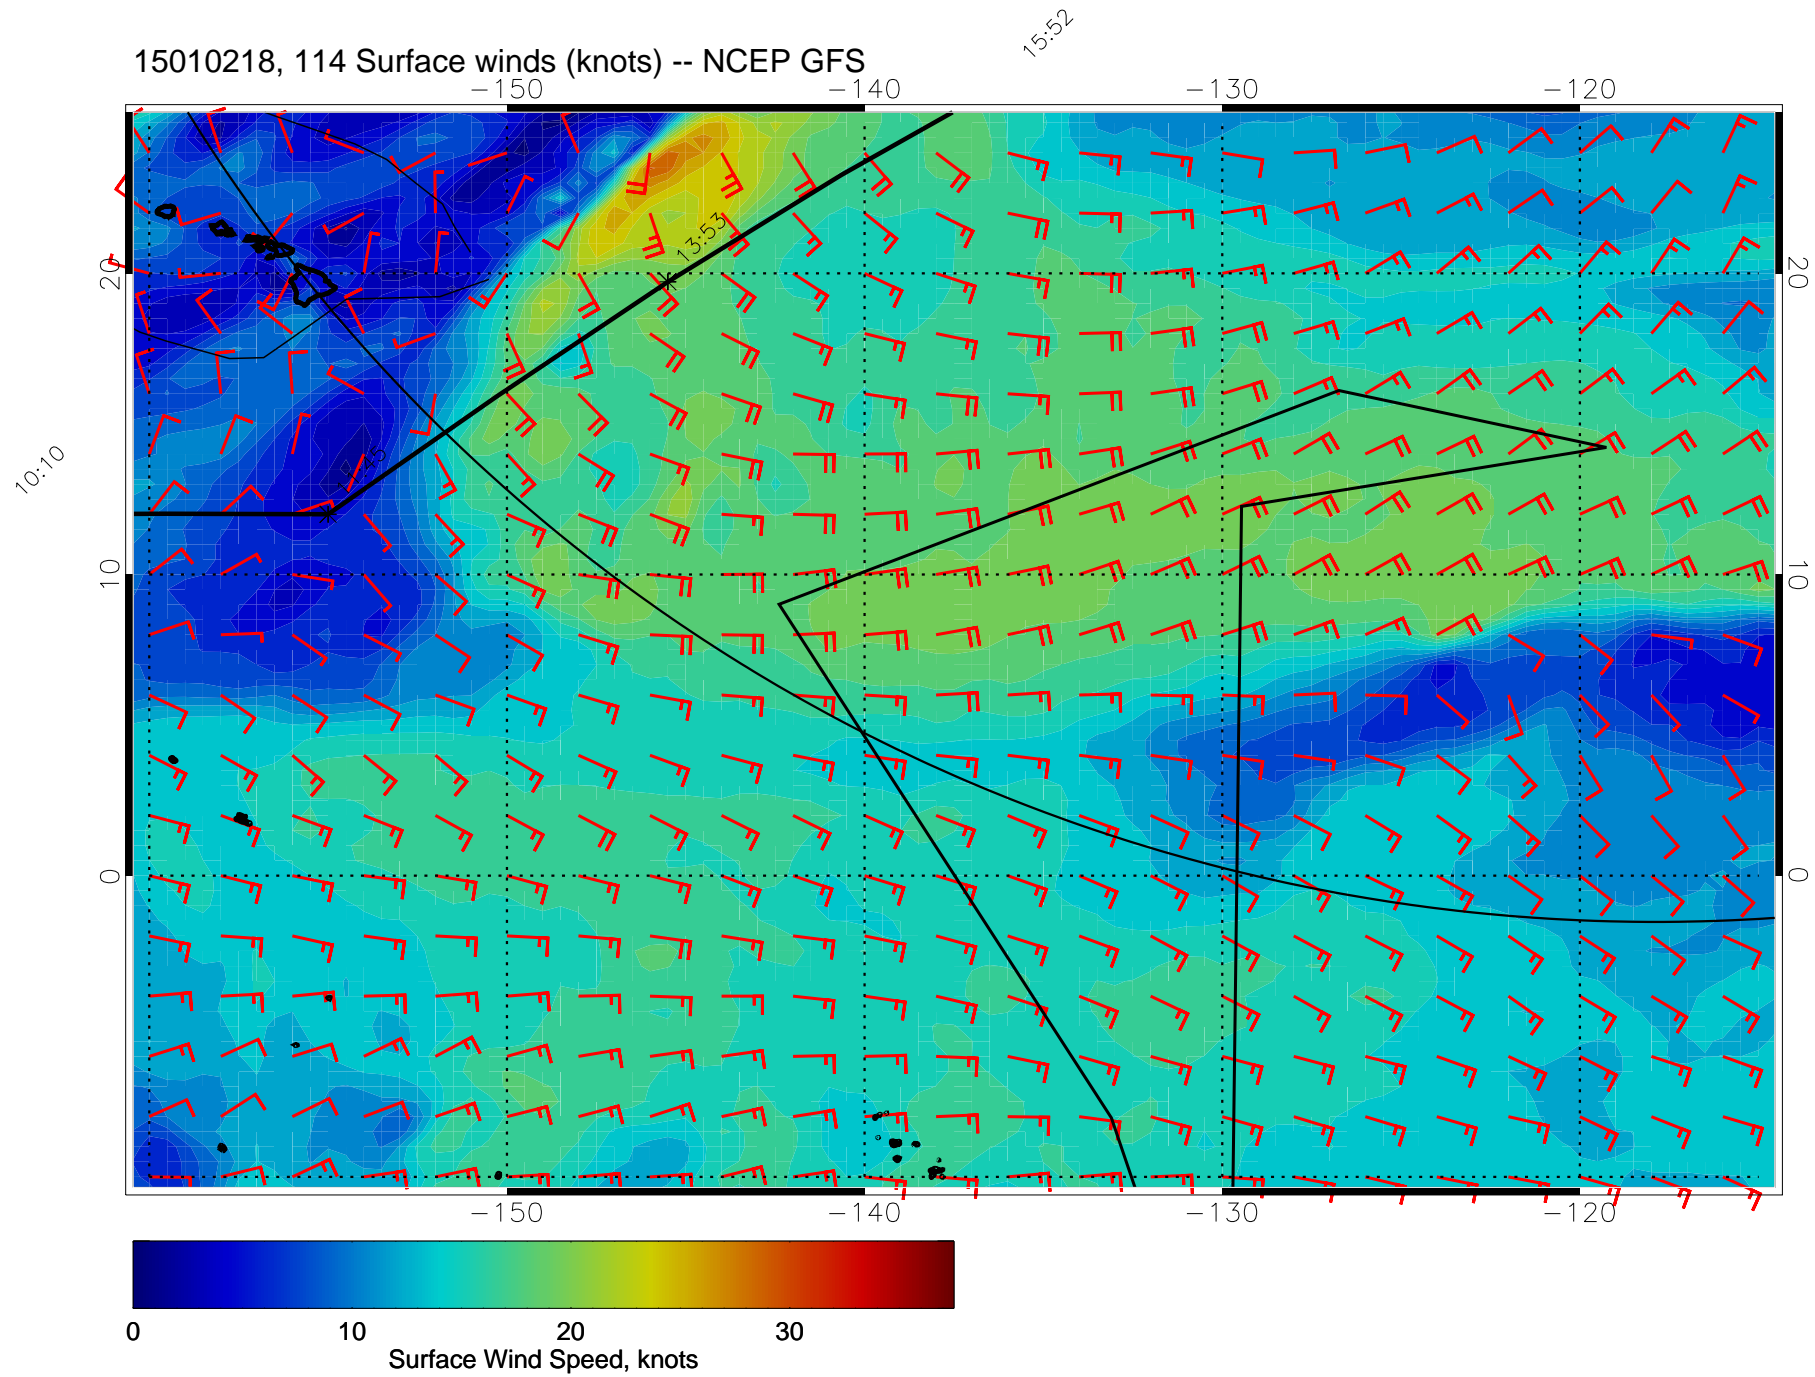 15:52
15010218, 114 Surface winds (knots) -- NCEP GFS
-150 -140 -130 -120
13:53
20 20
10:10
10 10
0 0
-150 -140 -130 -120
0 10 20 30
Surface Wind Speed, knots